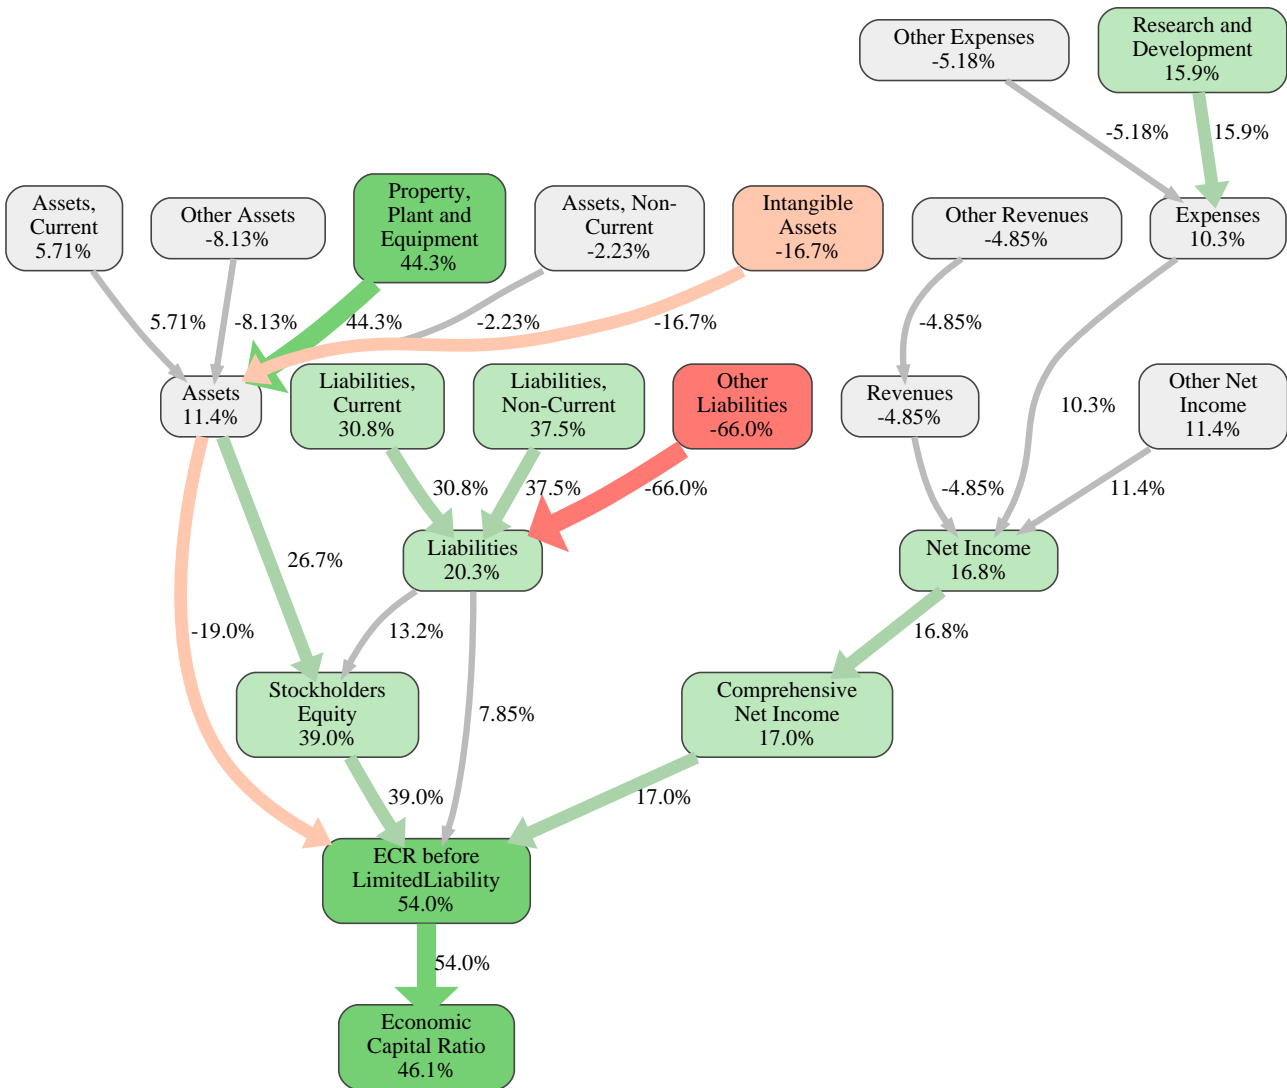 Other Expenses
-5.18%
Research and
Development
15.9%
-5.18%
15.9%
Assets,
Current
5.71%
Other Assets
-8.13%
Property,
Plant and
Equipment
44.3%
Assets, Non-
Current
-2.23%
Intangible
Assets
-16.7%
Other Revenues
-4.85%
Expenses
10.3%
5.71%
-8.13%
44.3%
-2.23%
-16.7%
-4.85%
Assets
11.4%
Liabilities,
Current
30.8%
Liabilities,
Non-Current
37.5%
Other
Liabilities
-66.0%
Revenues
-4.85%
10.3%
Other Net
Income
11.4%
30.8%
37.5%
-66.0%
-4.85%
11.4%
26.7%
Liabilities
20.3%
Net Income
16.8%
-19.0%
13.2%
16.8%
Stockholders
Equity
39.0%
7.85%
Comprehensive
Net Income
17.0%
39.0%
17.0%
ECR before
LimitedLiability
54.0%
54.0%
Economic
Capital Ratio
46.1%